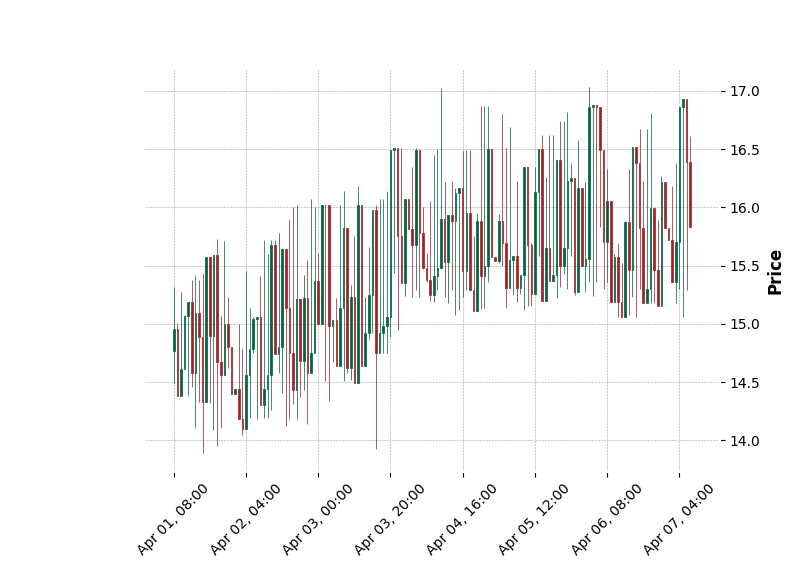 17.0
16.5
16.0
15.5
15.0
14.5
14.0
Price
Apr 01, 08:00
Apr 02, 04:00
Apr 03, 00:00
Apr 03, 20:00
Apr 04, 16:00
Apr 05, 12:00
Apr 06, 08:00
Apr 07, 04:00